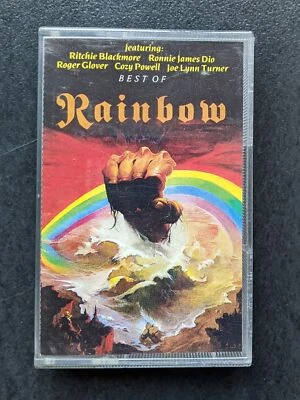 featuring:
Ritchie Blackmore Ronnie James Dio
Roger Glover Cozy Powell Joe Lynn Turner
BEST OF
Rainbow